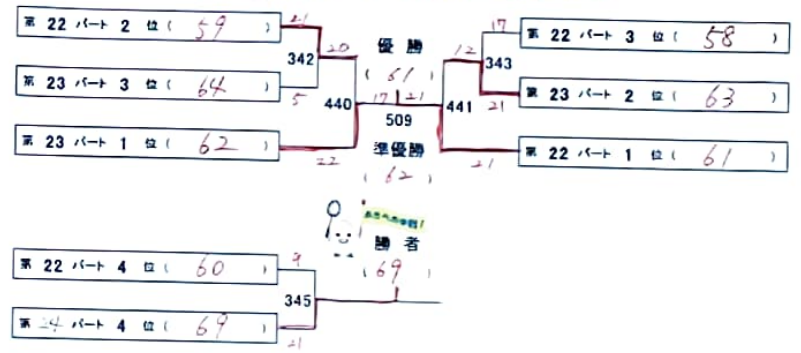 第 22 パート 2 位 ( 59 )
21
342
20
第 23 パート 3 位 ( 64 )
5
440
第 23 パート 1 位 ( 62 )
22
優 勝
( 61 )
17 21
509
準優勝
( 62 )
17
第 22 パート 3 位 ( 58 )
12
343
第 23 パート 2 位 ( 63 )
21
441
第 22 パート 1 位 ( 61 )
21
勝 者
( 69 )
第 22 パート 4 位 ( 60 )
9
345
第 24 パート 4 位 ( 69 )
21